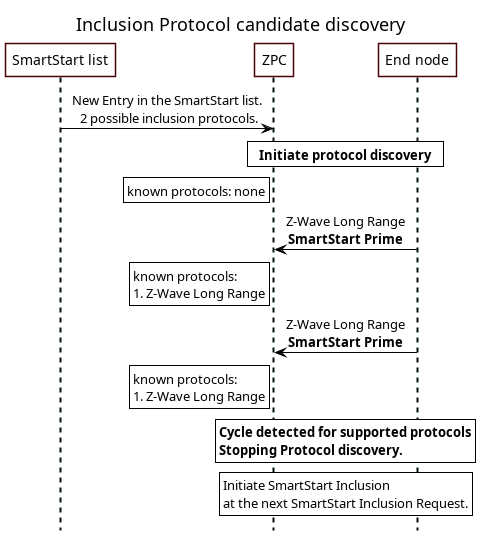 Inclusion Protocol candidate discovery
SmartStart list
ZPC
End node
New Entry in the SmartStart list.
2 possible inclusion protocols.
Initiate protocol discovery
known protocols: none
Z-Wave Long Range
SmartStart Prime
known protocols:
1. Z-Wave Long Range
Z-Wave Long Range
SmartStart Prime
known protocols:
1. Z-Wave Long Range
Cycle detected for supported protocols
Stopping Protocol discovery.
Initiate SmartStart Inclusion
at the next SmartStart Inclusion Request.